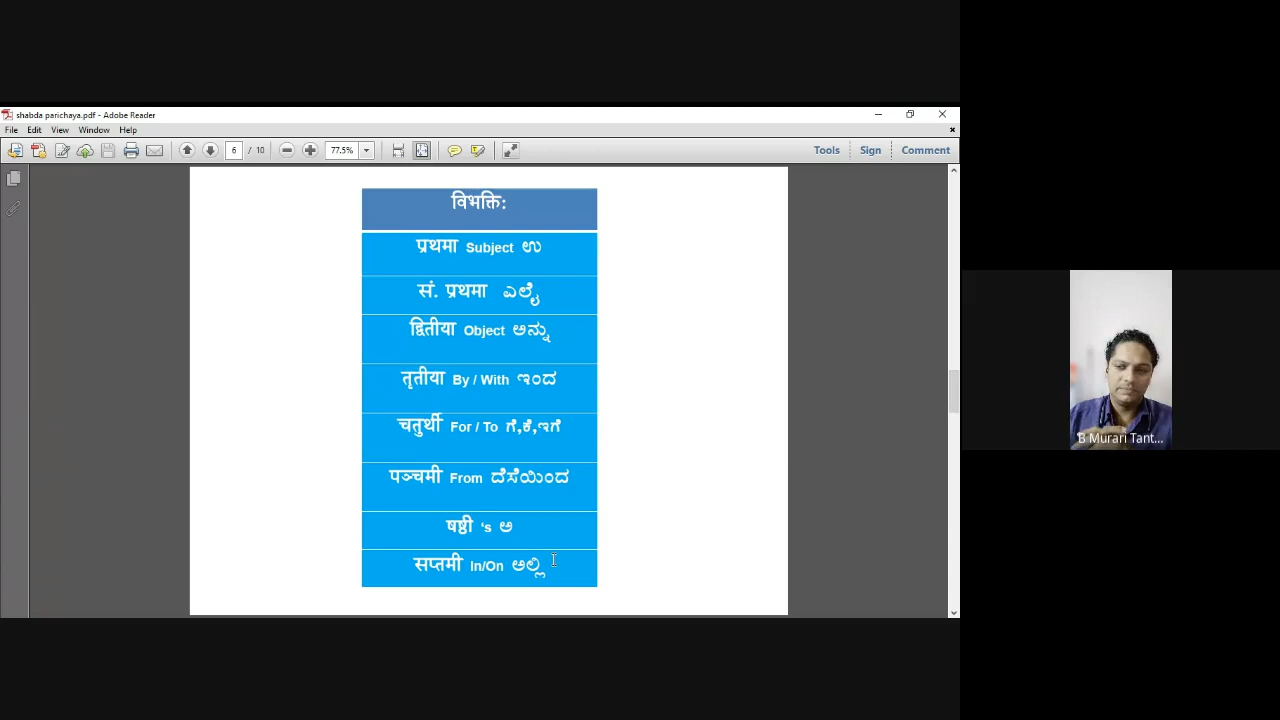 shabda parichaya.pdf - Adobe Reader
File Edit View Window Help
6 / 10 77.5% Tools Sign Comment
विभक्तिः
प्रथमा Subject ಉ
सं. प्रथमा ಎಲೈ
द्वितीया Object ಅನ್ನು
तृतीया By / With ಇಂದ
चतुर्थी For / To ಗೆ,ಕೆ,ಇಗೆ
पञ्चमी From ದೆಸೆಯಿಂದ
षष्ठी ‘s ಅ
सप्तमी In/On ಅಲ್ಲಿ
B Murari Tant...